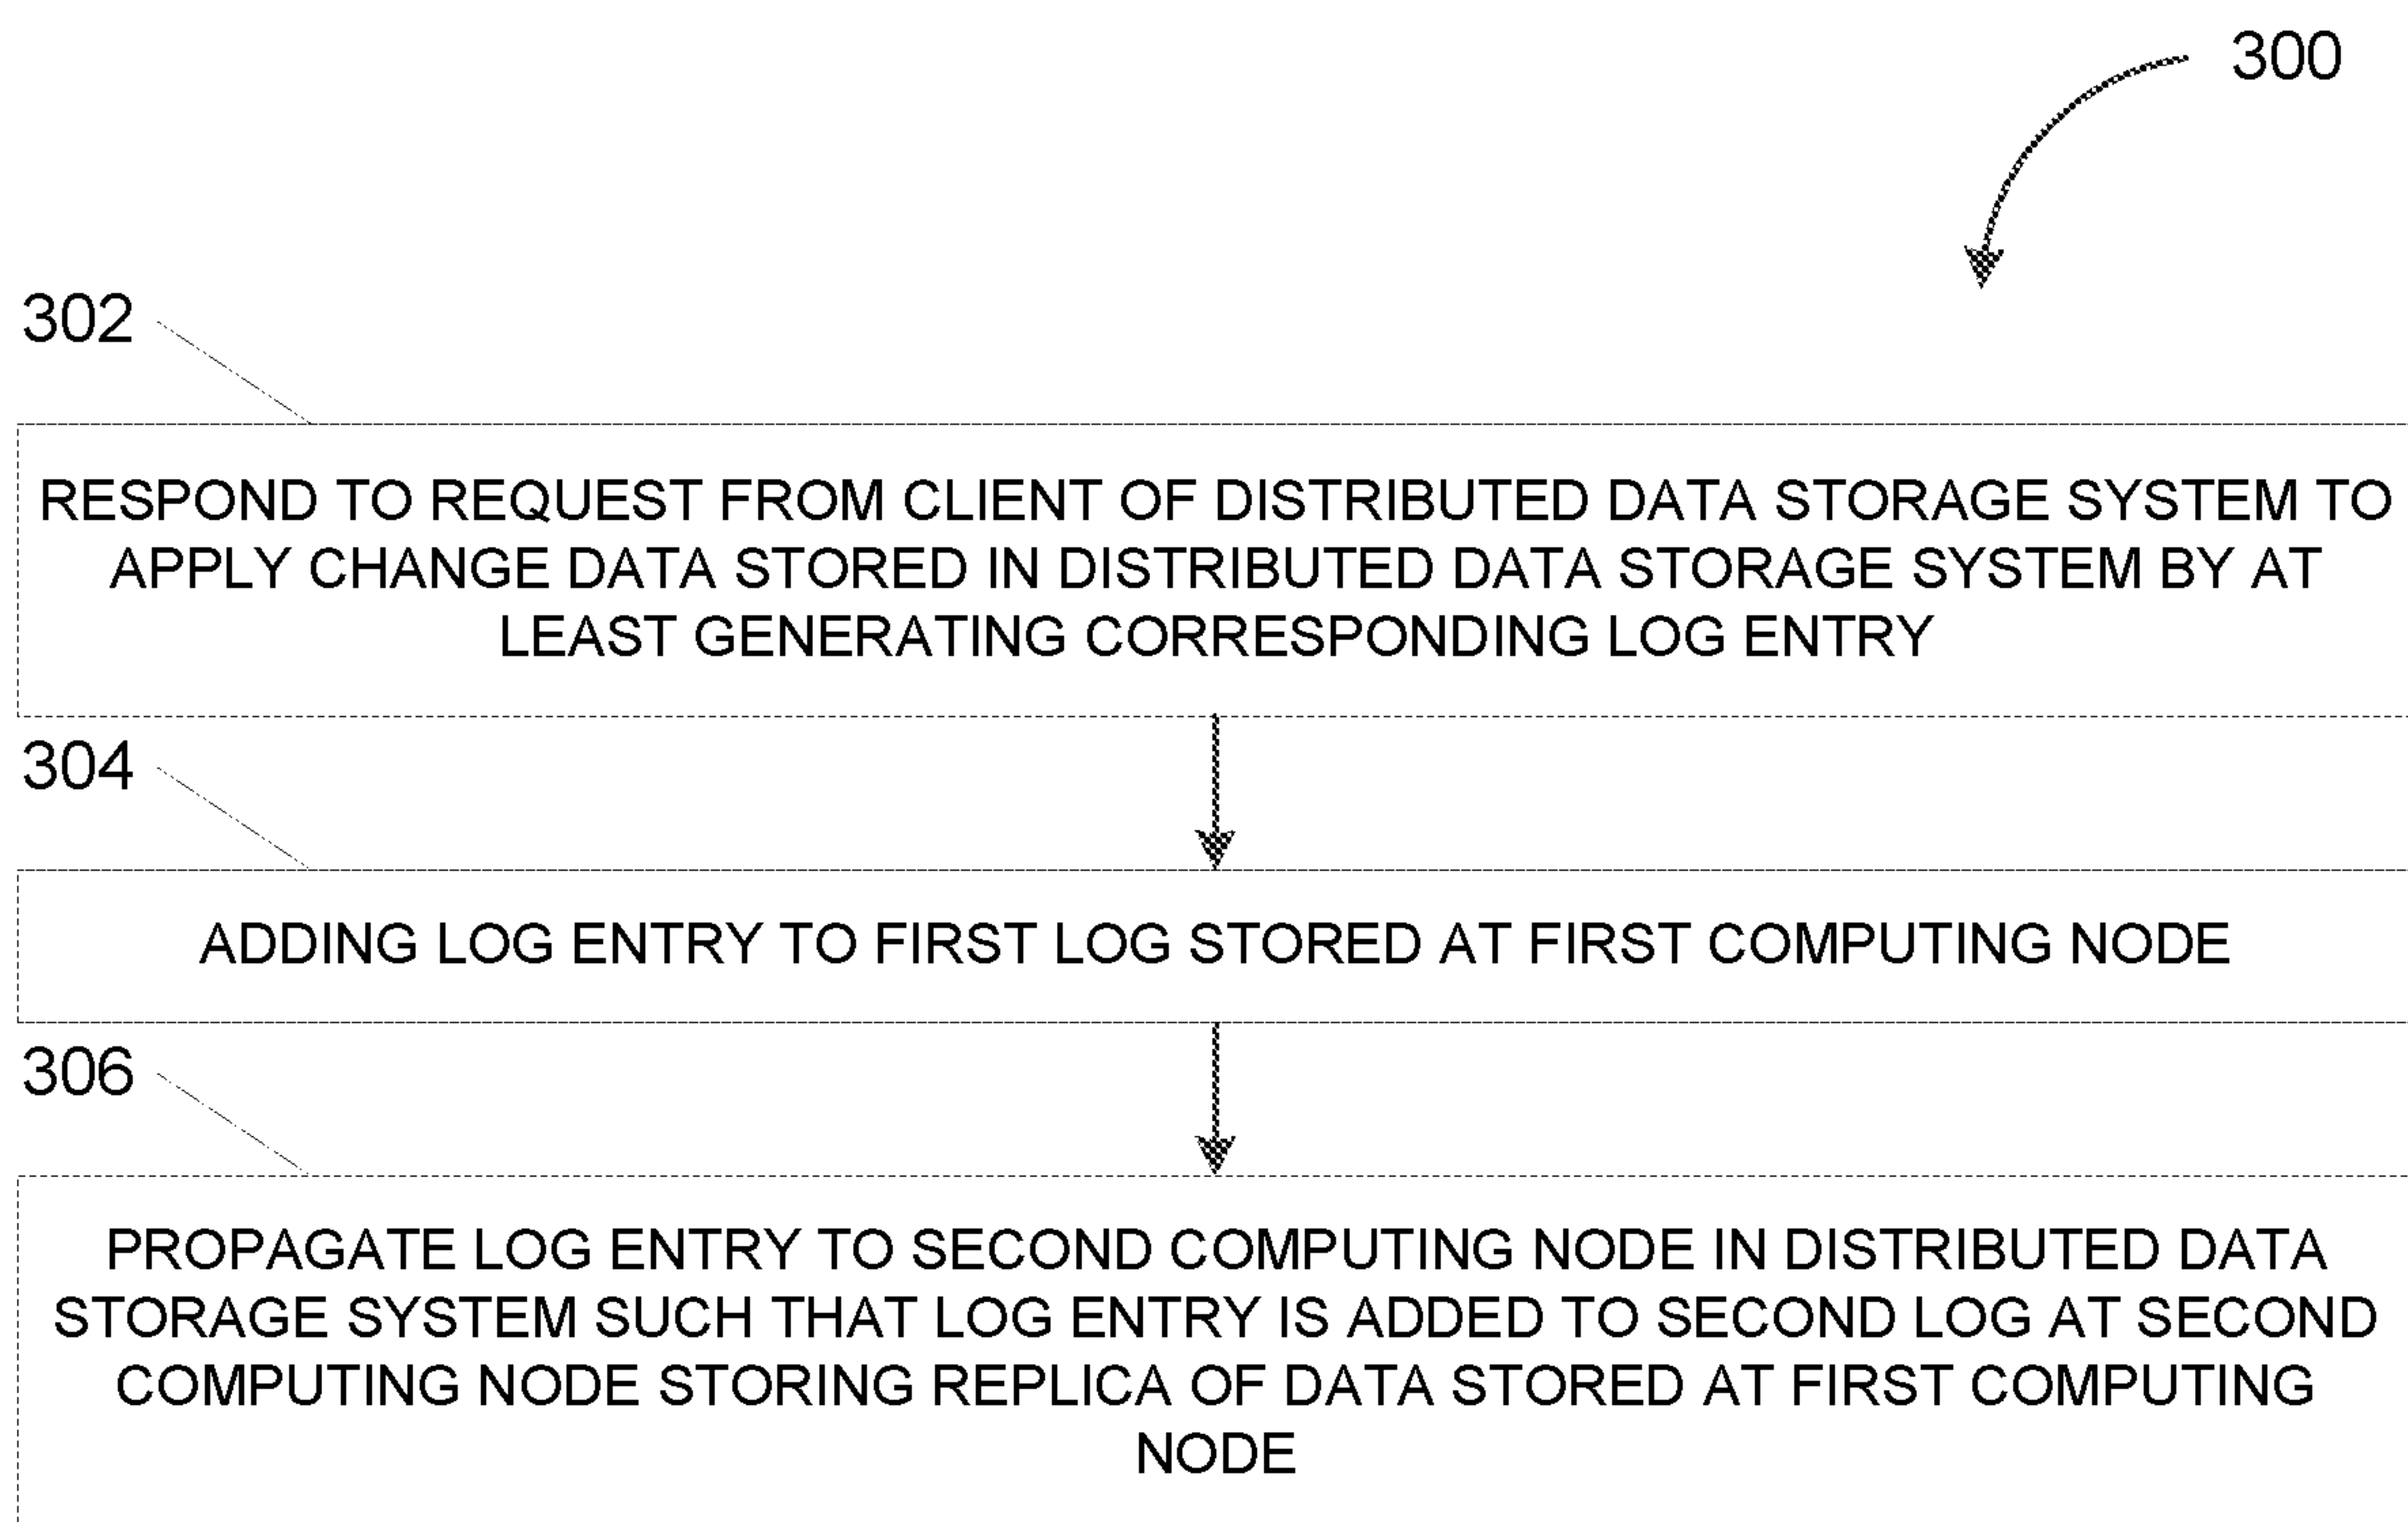 300
302
RESPOND TO REQUEST FROM CLIENT OF DISTRIBUTED DATA STORAGE SYSTEM TO
APPLY CHANGE DATA STORED IN DISTRIBUTED DATA STORAGE SYSTEM BY AT
LEAST GENERATING CORRESPONDING LOG ENTRY
304
ADDING LOG ENTRY TO FIRST LOG STORED AT FIRST COMPUTING NODE
306
PROPAGATE LOG ENTRY TO SECOND COMPUTING NODE IN DISTRIBUTED DATA
STORAGE SYSTEM SUCH THAT LOG ENTRY IS ADDED TO SECOND LOG AT SECOND
COMPUTING NODE STORING REPLICA OF DATA STORED AT FIRST COMPUTING
NODE